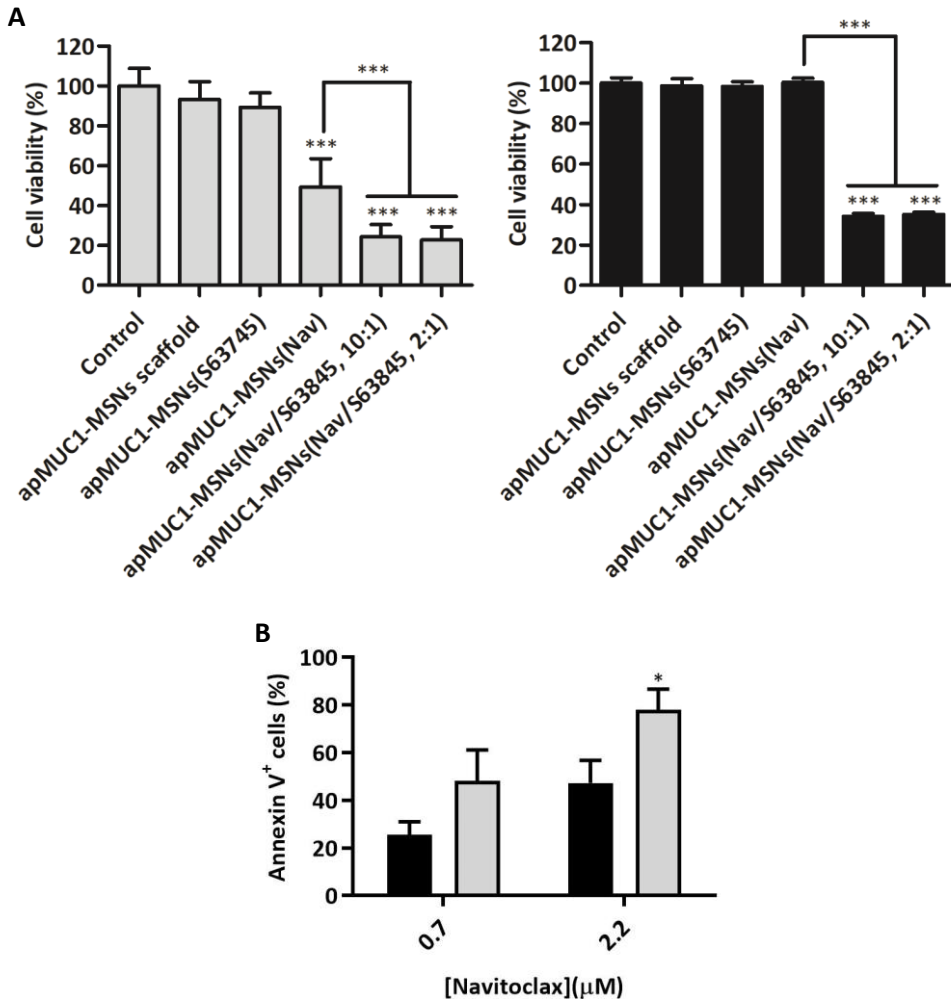 A
120
100
80
60
40
20
0
Cell viability (%)
***
***
***
***
Control
apMUC1-MSNs scaffold
apMUC1-MSNs(S63745)
apMUC1-MSNs(Nav)
apMUC1-MSNs(Nav/S63845, 10:1)
apMUC1-MSNs(Nav/S63845, 2:1)
120
100
80
60
40
20
0
Cell viability (%)
***
***
***
Control
apMUC1-MSNs scaffold
apMUC1-MSNs(S63745)
apMUC1-MSNs(Nav)
apMUC1-MSNs(Nav/S63845, 10:1)
apMUC1-MSNs(Nav/S63845, 2:1)
B
100
80
60
40
20
0
Annexin V⁺ cells (%)
*
0.7
2.2
[Navitoclax](μM)